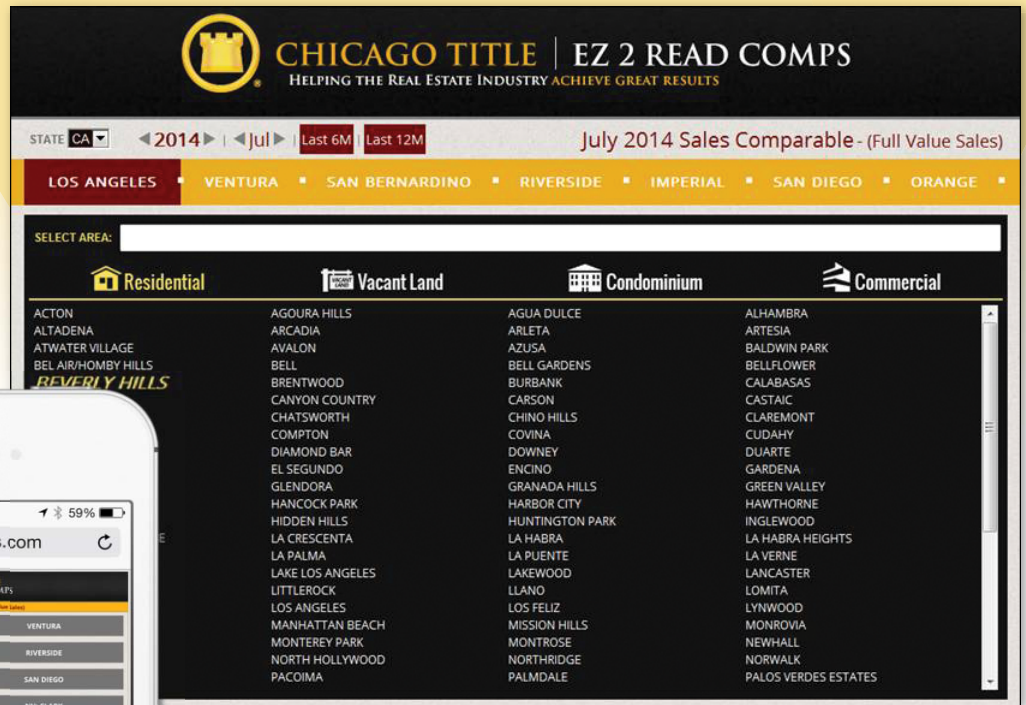 CHICAGO TITLE | EZ 2 READ COMPS
HELPING THE REAL ESTATE INDUSTRY ACHIEVE GREAT RESULTS
STATE CA 2014 | Jul | Last 6M | Last 12M July 2014 Sales Comparable - (Full Value Sales)
LOS ANGELES VENTURA SAN BERNARDINO RIVERSIDE IMPERIAL SAN DIEGO ORANGE
SELECT AREA:
Residential VACANT LAND Vacant Land Condominium Commercial
ACTON AGOURA HILLS AGUA DULCE ALHAMBRA
ALTADENA ARCADIA ARLETA ARTESIA
ATWATER VILLAGE AVALON AZUSA BALDWIN PARK
BEL AIR/HOMBY HILLS BELL BELL GARDENS BELLFLOWER
BEVERLY HILLS BRENTWOOD BURBANK CALABASAS
CANYON COUNTRY CARSON CASTAIC
CHATSWORTH CHINO HILLS CLAREMONT
COMPTON COVINA CUDAHY
DIAMOND BAR DOWNEY DUARTE
EL SEGUNDO ENCINO GARDENA
GLENDORA GRANADA HILLS GREEN VALLEY
HANCOCK PARK HARBOR CITY HAWTHORNE
HIDDEN HILLS HUNTINGTON PARK INGLEWOOD
E LA CRESCENTA LA HABRA LA HABRA HEIGHTS
LA PALMA LA PUENTE LA VERNE
LAKE LOS ANGELES LAKEWOOD LANCASTER
LITTLEROCK LLANO LOMITA
LOS ANGELES LOS FELIZ LYNWOOD
MANHATTAN BEACH MISSION HILLS MONROVIA
MONTEREY PARK MONTROSE NEWHALL
NORTH HOLLYWOOD NORTHRIDGE NORWALK
PACOIMA PALMDALE PALOS VERDES ESTATES
59%
s.com
VENTURA
RIVERSIDE
SAN DIEGO